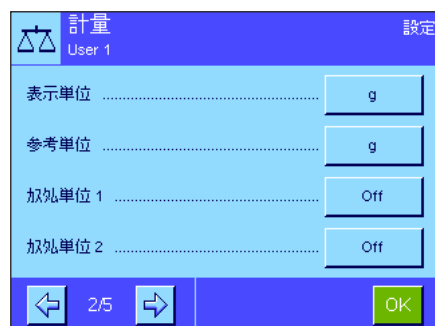 計量
設定
User 1
表示単位 ........................................................ g
参考単位 ........................................................ g
ｶｽﾀﾑ単位 1 ..................................................... Off
ｶｽﾀﾑ単位 2 ..................................................... Off
2/5
OK